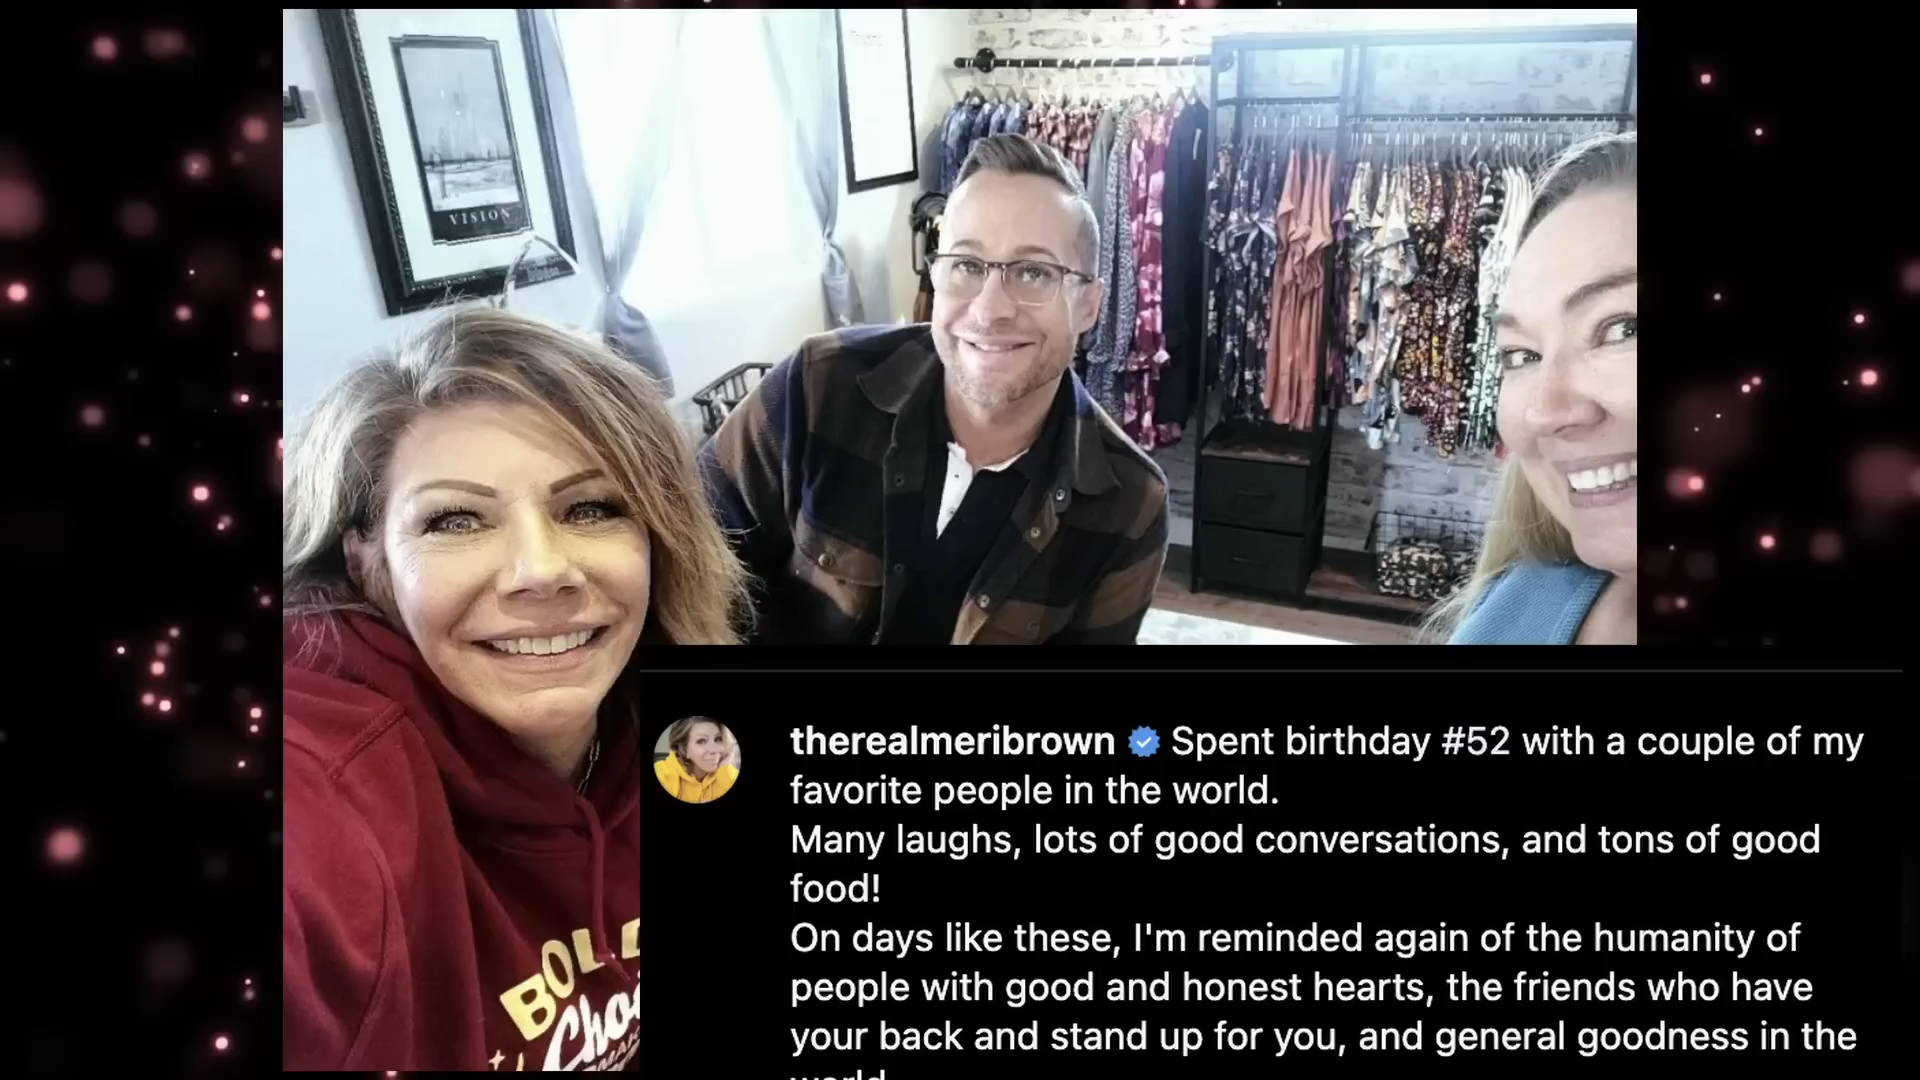 VISION
BOLD
therealmeribrown Spent birthday #52 with a couple of my
favorite people in the world.
Many laughs, lots of good conversations, and tons of good
food!
On days like these, I'm reminded again of the humanity of
people with good and honest hearts, the friends who have
your back and stand up for you, and general goodness in the
world